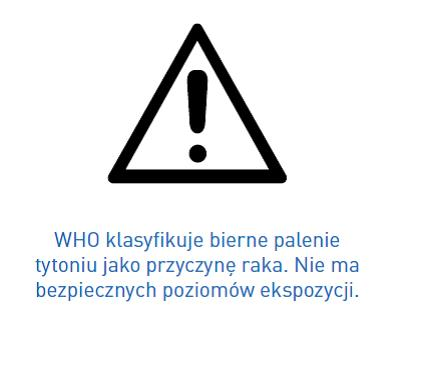 WHO klasyfikuje bierne palenie
tytoniu jako przyczynę raka. Nie ma
bezpiecznych poziomów ekspozycji.